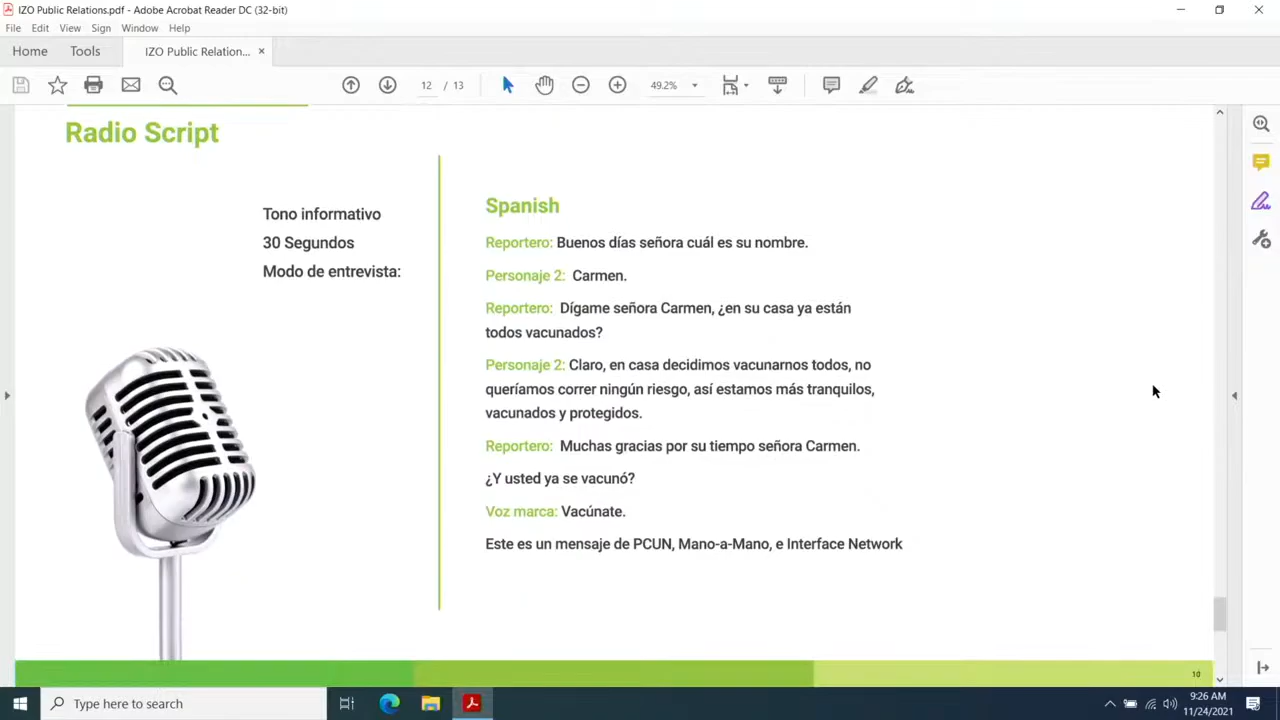 IZO Public Relations.pdf - Adobe Acrobat Reader DC (32-bit)
File Edit View Sign Window Help
Home Tools IZO Public Relation... ×
12 / 13 49.2%
Radio Script
Tono informativo
30 Segundos
Modo de entrevista:
Spanish
Reportero: Buenos días señora cuál es su nombre.
Personaje 2: Carmen.
Reportero: Dígame señora Carmen, ¿en su casa ya están
todos vacunados?
Personaje 2: Claro, en casa decidimos vacunarnos todos, no
queríamos correr ningún riesgo, así estamos más tranquilos,
vacunados y protegidos.
Reportero: Muchas gracias por su tiempo señora Carmen.
¿Y usted ya se vacunó?
Voz marca: Vacúnate.
Este es un mensaje de PCUN, Mano-a-Mano, e Interface Network
10
Type here to search
9:26 AM
11/24/2021